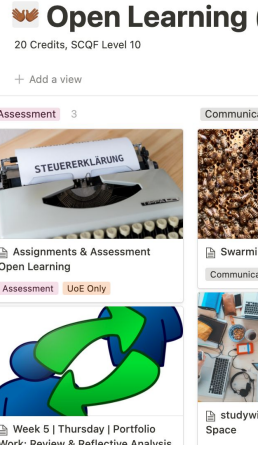 Open Learning (
20 Credits, SCQF Level 10
+ Add a view
Assessment 3
Communica
STEUERERKLÄRUNG
Assignments & Assessment
Open Learning
Assessment UoE Only
Swarmi
Communica
Week 5 | Thursday | Portfolio
Work: Review & Reflective Analysis
studywi
Space